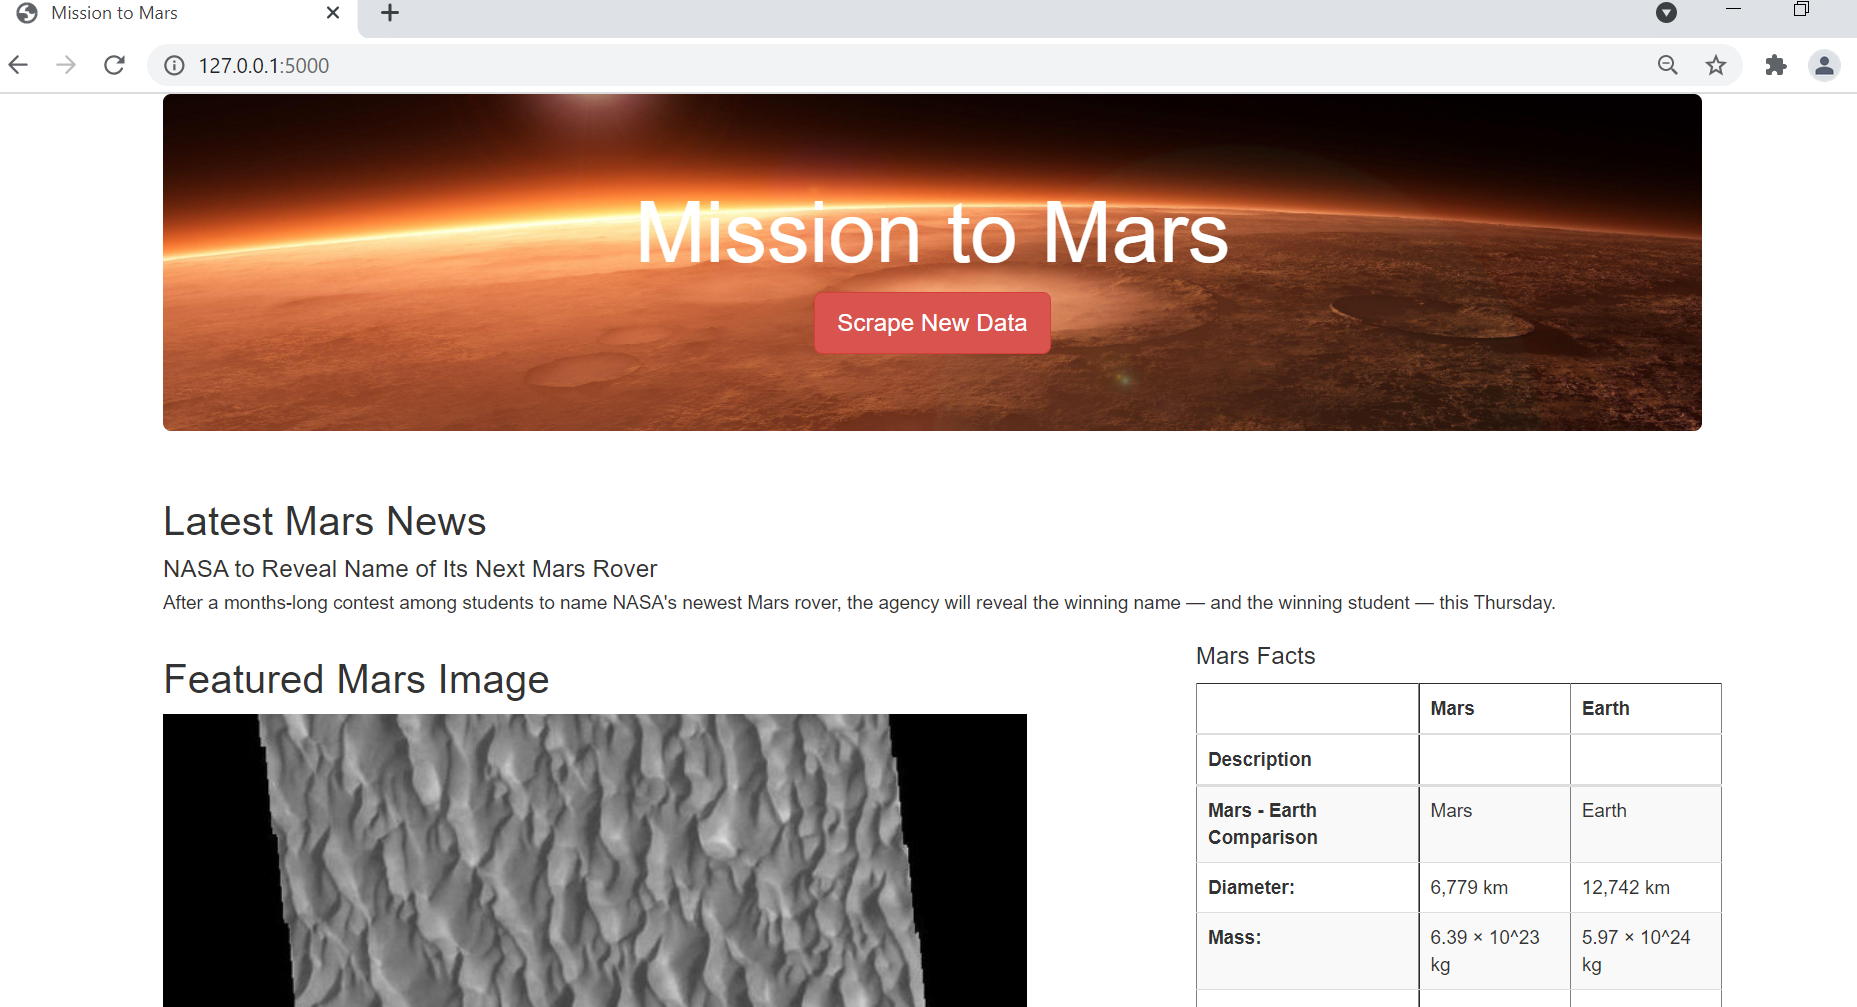 Mission to Mars
127.0.0.1:5000
Mission to Mars
Scrape New Data
Latest Mars News
NASA to Reveal Name of Its Next Mars Rover
After a months-long contest among students to name NASA's newest Mars rover, the agency will reveal the winning name — and the winning student — this Thursday.
Featured Mars Image
Mars Facts
Mars Earth
Description
Mars - Earth Comparison Mars Earth
Diameter: 6,779 km 12,742 km
Mass: 6.39 × 10^23 kg 5.97 × 10^24 kg